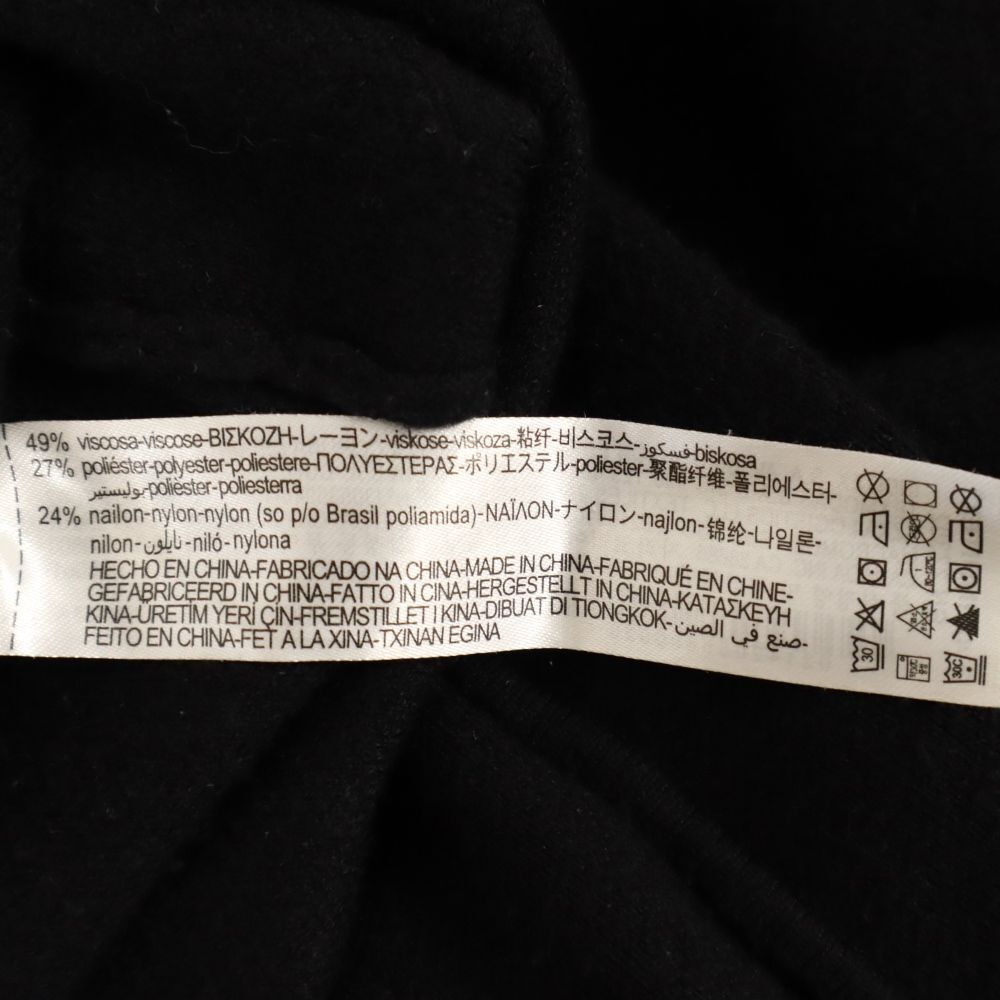 49% viscosa-viscose-ΒΙΣΚΟΖΗ-レーヨン-viskose-viskoza-粘纤-비스코스-فسكوز-biskosa
27% poliéster-polyester-poliestere-ΠΟΛΥΕΣΤΕΡΑΣ-ポリエステル-poliester-聚酯纤维-폴리에스타-
بوليستير-poliéster-poliesterra
24% nailon-nylon-nylon (so p/o Brasil poliamida)-ΝΑΪΛΟΝ-ナイロン-najlon-锦纶-나일론-
nilon-نايلون-niló-nylona
HECHO EN CHINA-FABRICADO NA CHINA-MADE IN CHINA-FABRIQUÉ EN CHINE-
GEFABRICEERD IN CHINA-FATTO IN CINA-HERGESTELLT IN CHINA-ΚΑΤΑΣΚΕΥΗ
ΚΙΝΑ-ÜRETİM YERİ ÇİN-FREMSTILLET I KINA-DIBUAT DI TIONGKOK-صنع في الصين-
FEITO EN CHINA-FET A LA XINA-TXINAN EGINA
30
30C